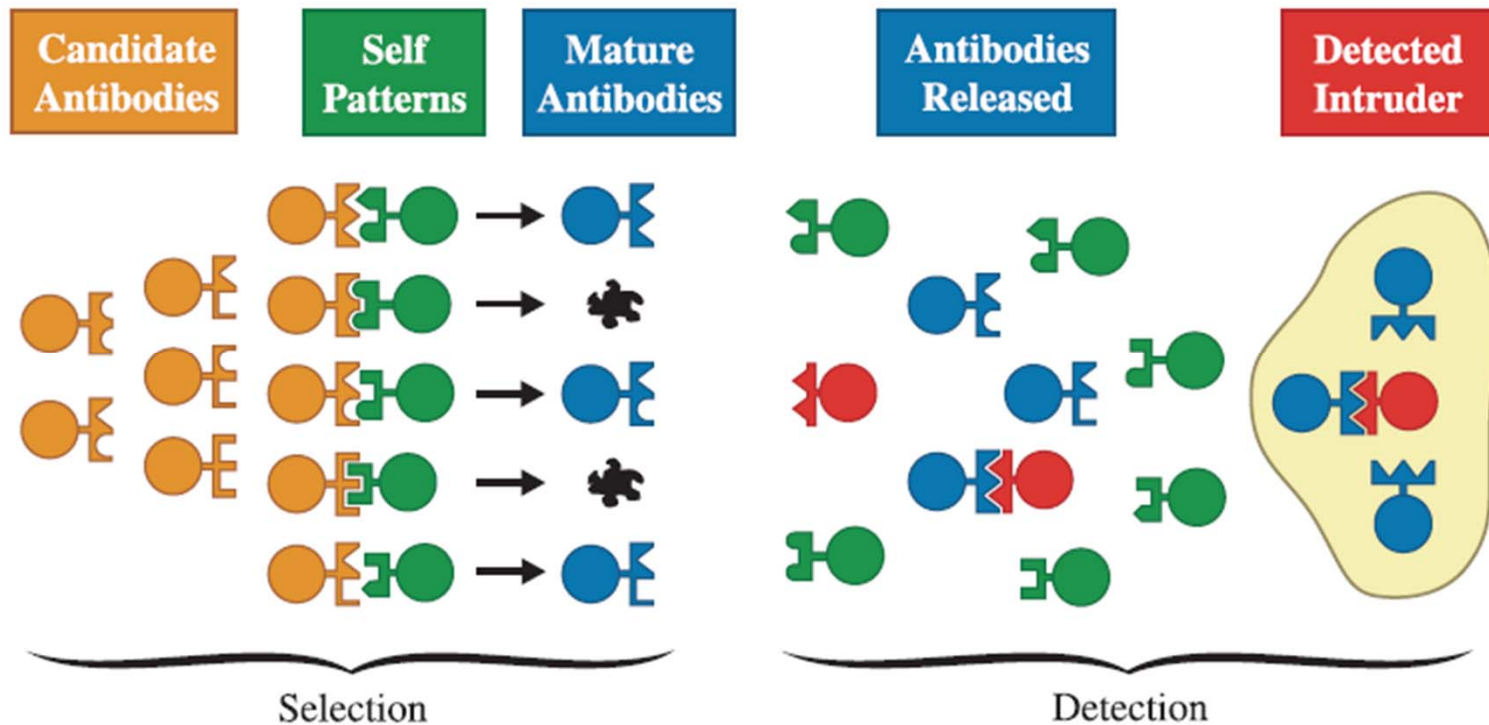 Candidate
Antibodies
Self
Patterns
Mature
Antibodies
Antibodies
Released
Detected
Intruder
Selection
Detection